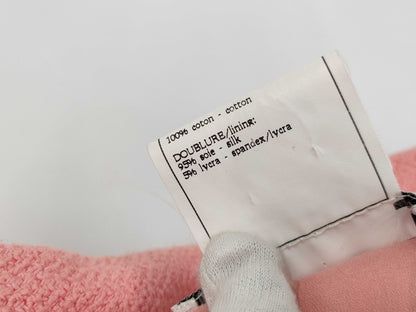 100% coton - cotton
DOUBLURE/lining:
95% soie - silk
5% lycra - spandex/lycra